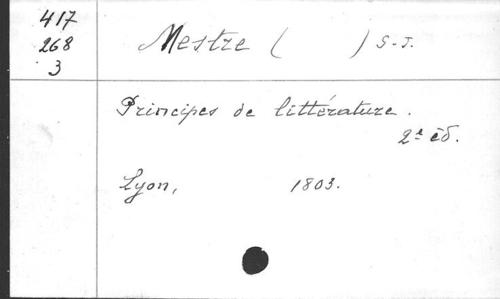 417
268
3
Mestre ( ) S-J.
Principes de littérature.
2e éd.
Lyon, 1803.